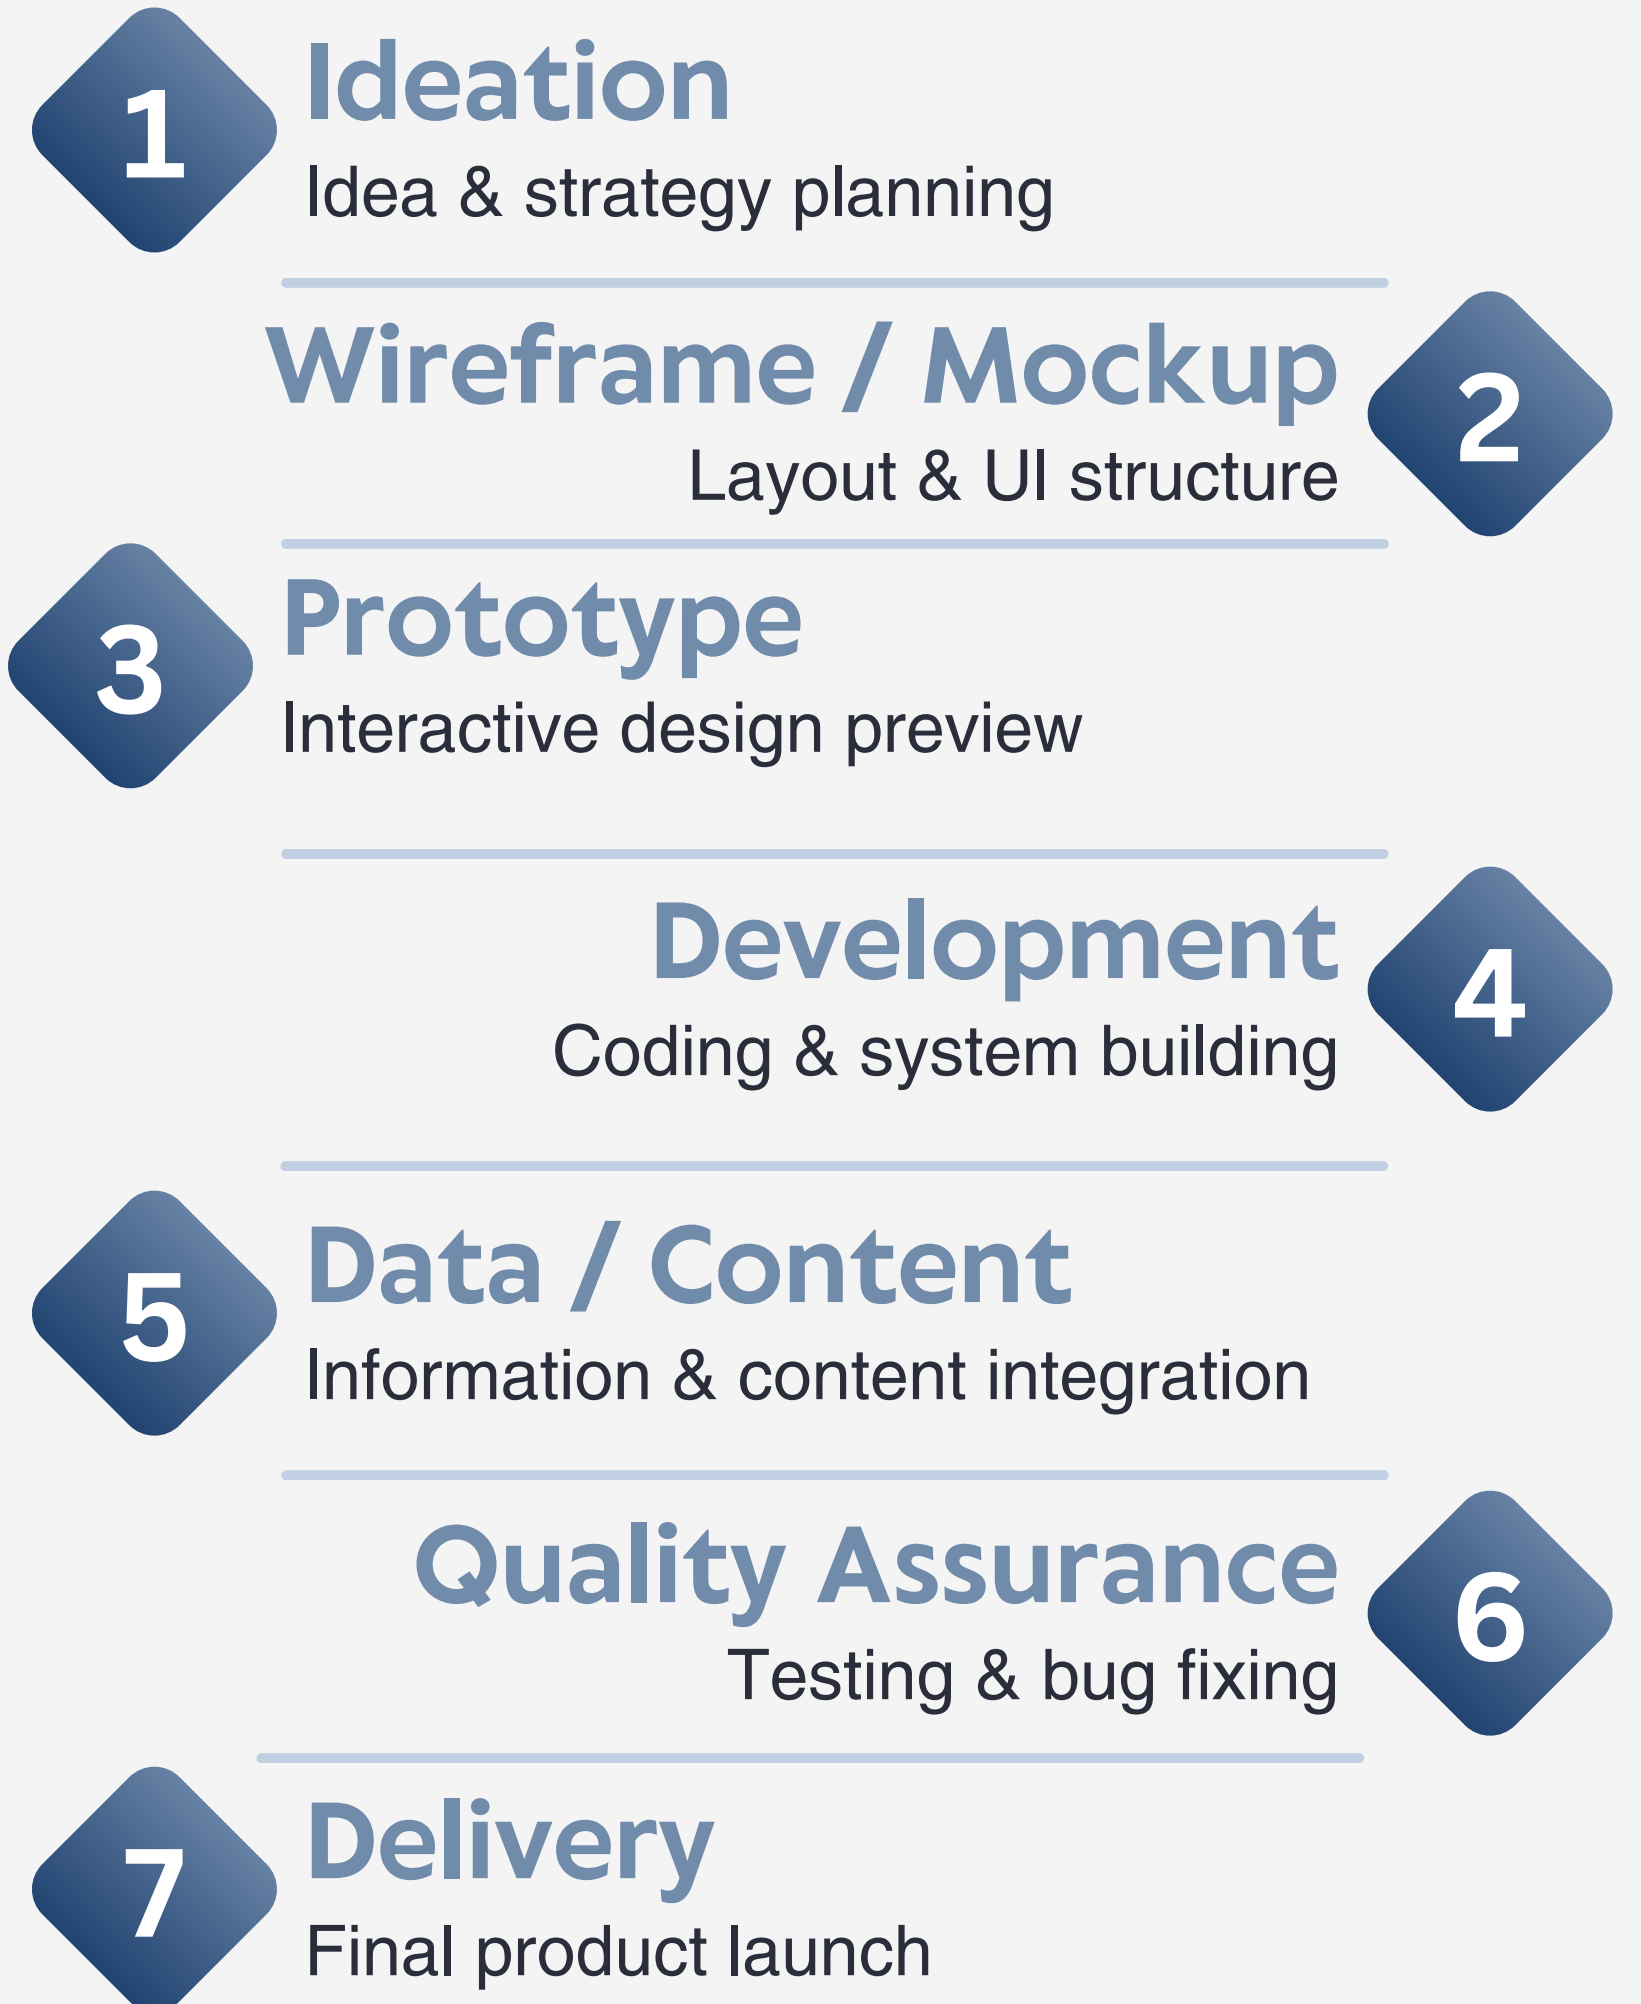 1
Ideation
Idea & strategy planning
Wireframe / Mockup
2
Layout & UI structure
3
Prototype
Interactive design preview
Development
4
Coding & system building
5
Data / Content
Information & content integration
Quality Assurance
6
Testing & bug fixing
7
Delivery
Final product launch